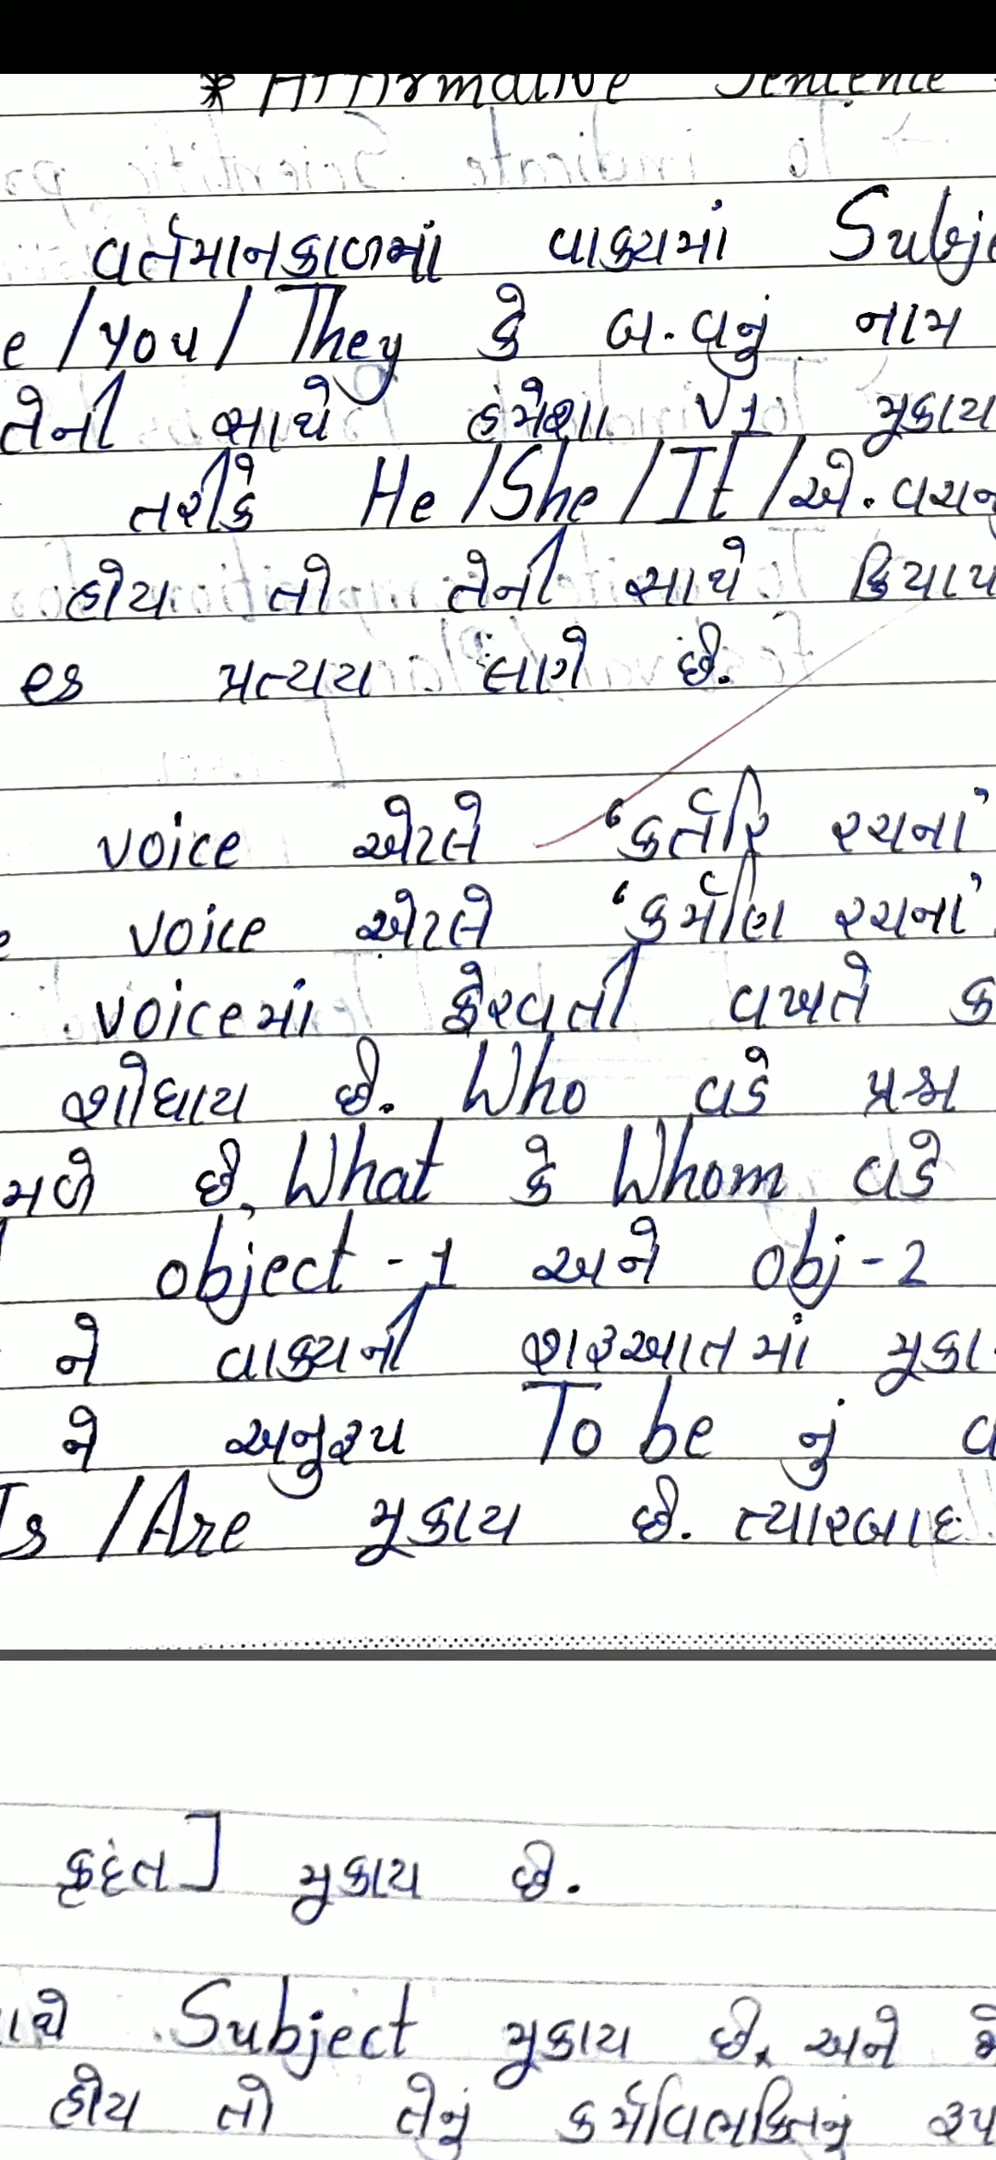 * Affirmative Sentence
વર્તમાનકાળમાં વાક્યમાં Subje
e / you / They કે બ.વનું નામ
તેની સાથે હંમેશા V1 મુકાય
તરીકે He / She / It / એ. વચન
હોય તો તેની સાથે ક્રિયાપ
es પ્રત્યય લાગે છે.
voice એટલે 'કર્તરિ રચના'
voice એટલે 'કર્મણિ રચના'
voiceમાં ફેરવતી વખતે ક
શોધાય છે. Who વડે પ્રશ્ન
મળે છે, What કે Whom વડે
object-1 અને obj-2
ને વાક્યની શરૂઆતમાં મુકા
ને અનુરૂપ To be નું વ
Is / Are મુકાય છે. ત્યારબાદ
કૃદંત] મુકાય છે.
Subject મુકાય છે, અને જે
હોય તો તેનું કર્મવિભક્તિનું રૂપ